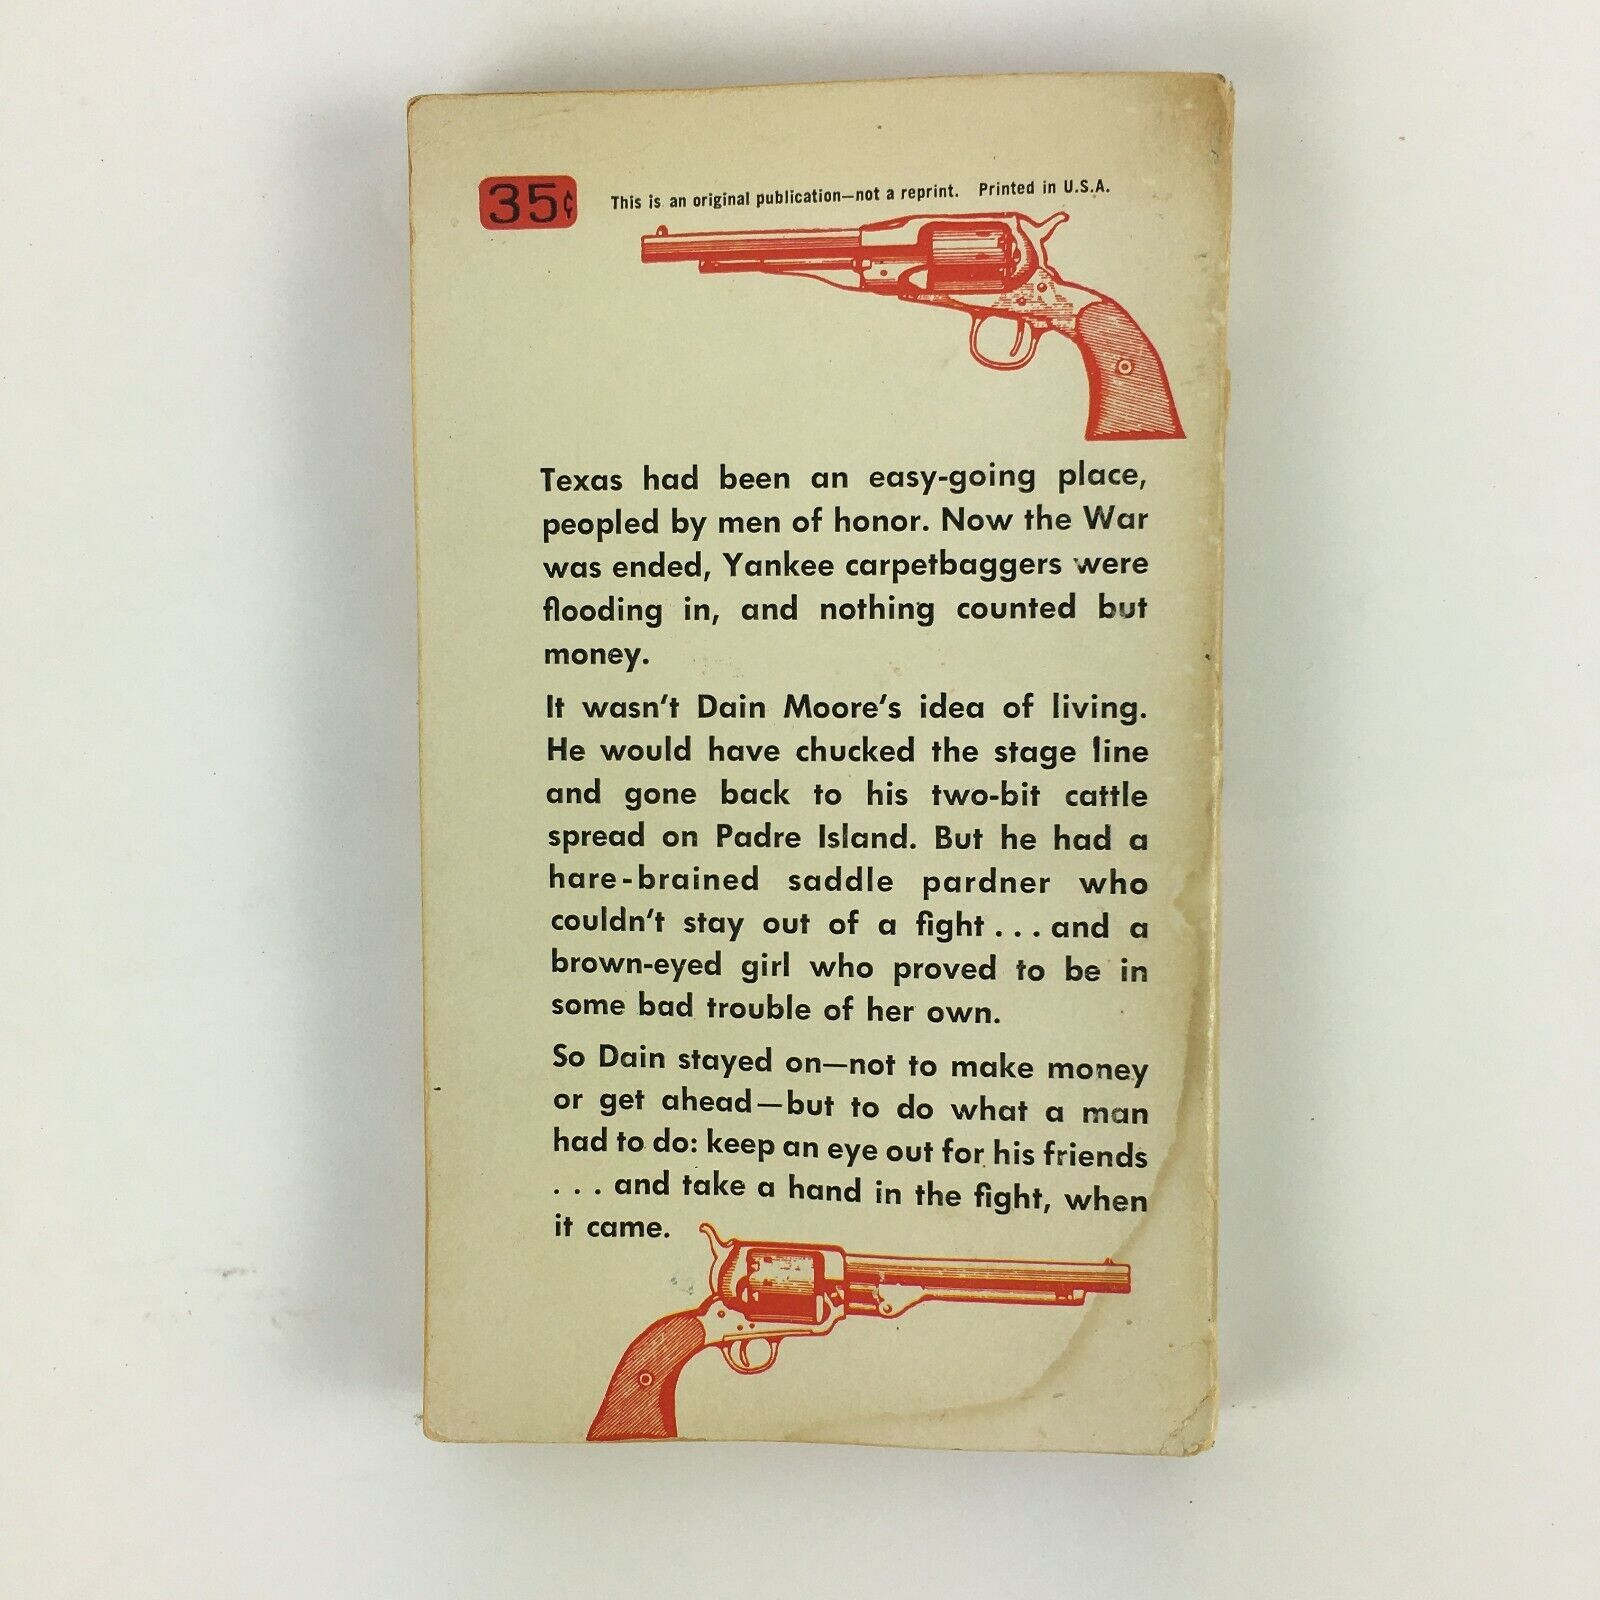 35¢ This is an original publication—not a reprint. Printed in U.S.A.
Texas had been an easy-going place,
peopled by men of honor. Now the War
was ended, Yankee carpetbaggers were
flooding in, and nothing counted but
money.
It wasn't Dain Moore's idea of living.
He would have chucked the stage line
and gone back to his two-bit cattle
spread on Padre Island. But he had a
hare-brained saddle pardner who
couldn't stay out of a fight . . . and a
brown-eyed girl who proved to be in
some bad trouble of her own.
So Dain stayed on—not to make money
or get ahead—but to do what a man
had to do: keep an eye out for his friends
. . . and take a hand in the fight, when
it came.